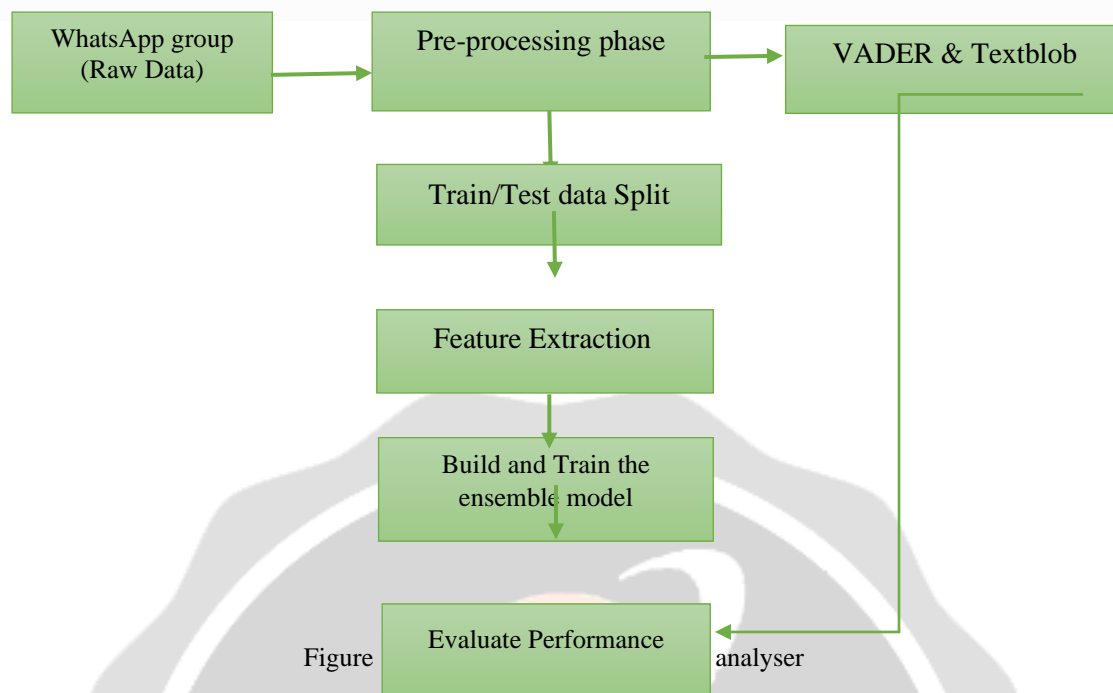 WhatsApp group
(Raw Data)
Pre-processing phase
VADER & Textblob
Train/Test data Split
Feature Extraction
Build and Train the
ensemble model
Evaluate Performance
Figure
analyser